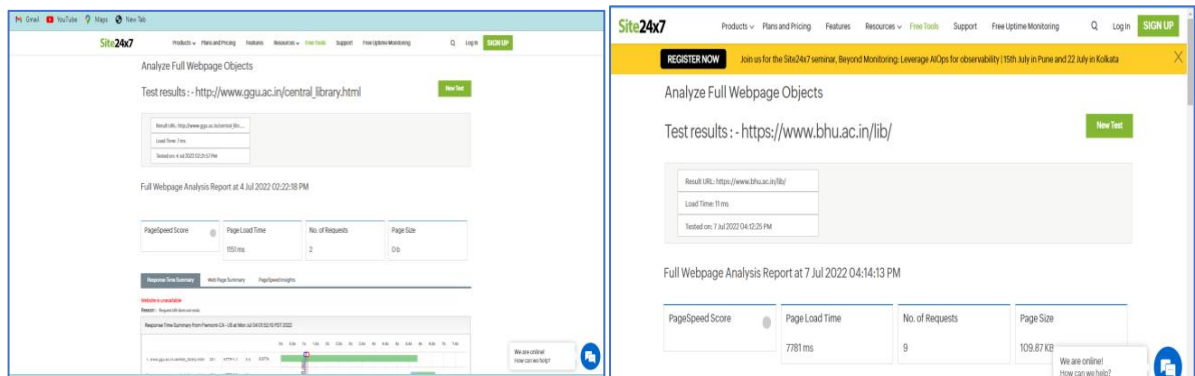 Gmail YouTube Maps New Tab
Site24x7 Products Plans and Pricing Features Resources Free Tools Support Free Uptime Monitoring Log In SIGN UP
Analyze Full Webpage Objects
Test results : - http://www.ggu.ac.in/central_library.html New Test
Load Time: 7 ms
Full Webpage Analysis Report at 4 Jul 2022 02:22:18 PM
PageSpeed Score Page Load Time No. of Requests Page Size
1151 ms 2 0 b
Response Time Summary Web Page Summary PageSpeed Insights
Website is unavailable
We are online!
How can we help?
Site24x7 Products Plans and Pricing Features Resources Free Tools Support Free Uptime Monitoring Log In SIGN UP
REGISTER NOW Join us for the Site24x7 seminar, Beyond Monitoring: Leverage AIOps for observability | 15th July in Pune and 22 July in Kolkata
Analyze Full Webpage Objects
Test results : - https://www.bhu.ac.in/lib/ New Test
Result URL: https://www.bhu.ac.in/lib/
Load Time: 11 ms
Tested on: 7 Jul 2022 04:12:25 PM
Full Webpage Analysis Report at 7 Jul 2022 04:14:13 PM
PageSpeed Score Page Load Time No. of Requests Page Size
7781 ms 9 109.87 KB
We are online!
How can we help?